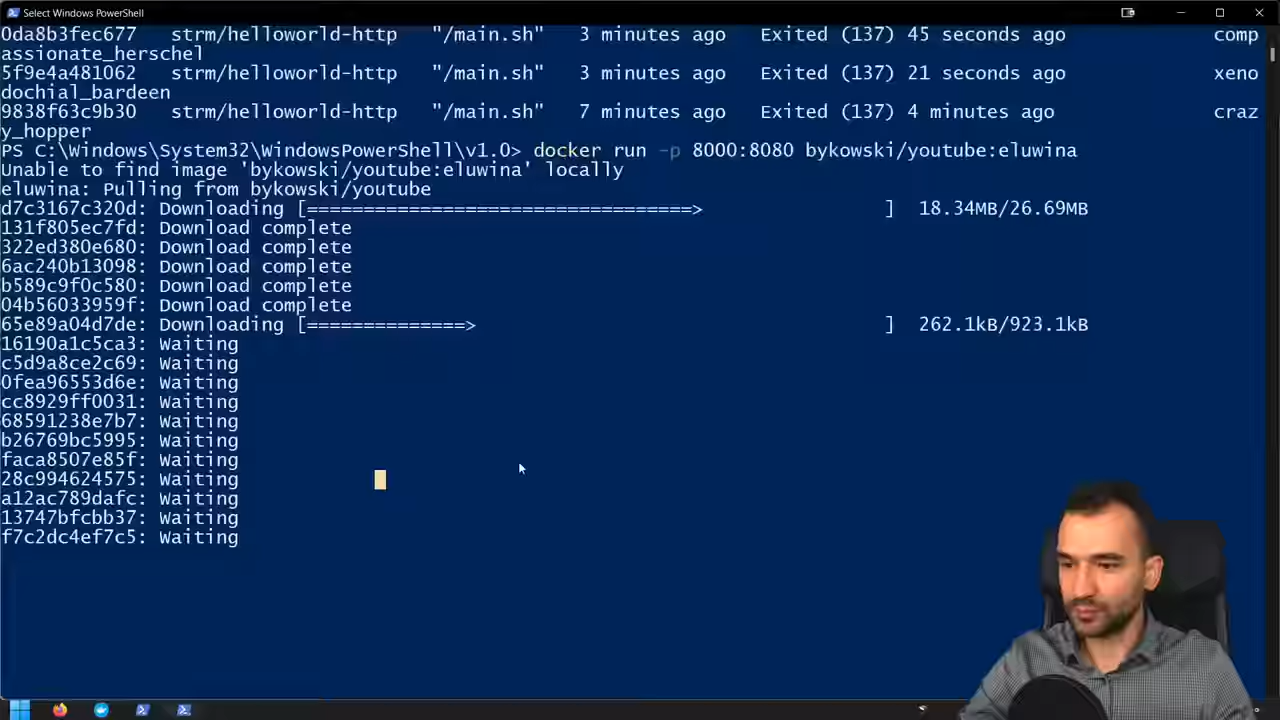 Select Windows PowerShell
0da8b3fec677 strm/helloworld-http "/main.sh" 3 minutes ago Exited (137) 45 seconds ago comp
assionate_herschel
5f9e4a481062 strm/helloworld-http "/main.sh" 3 minutes ago Exited (137) 21 seconds ago xeno
dochial_bardeen
9838f63c9b30 strm/helloworld-http "/main.sh" 7 minutes ago Exited (137) 4 minutes ago craz
y_hopper
PS C:\Windows\System32\WindowsPowerShell\v1.0> docker run -p 8000:8080 bykowski/youtube:eluwina
Unable to find image 'bykowski/youtube:eluwina' locally
eluwina: Pulling from bykowski/youtube
d7c3167c320d: Downloading [==================================> ] 18.34MB/26.69MB
131f805ec7fd: Download complete
322ed380e680: Download complete
6ac240b13098: Download complete
b589c9f0c580: Download complete
04b56033959f: Download complete
65e89a04d7de: Downloading [==============> ] 262.1kB/923.1kB
16190a1c5ca3: Waiting
c5d9a8ce2c69: Waiting
0fea96553d6e: Waiting
cc8929ff0031: Waiting
68591238e7b7: Waiting
b26769bc5995: Waiting
faca8507e85f: Waiting
28c994624575: Waiting
a12ac789dafc: Waiting
13747bfcbb37: Waiting
f7c2dc4ef7c5: Waiting